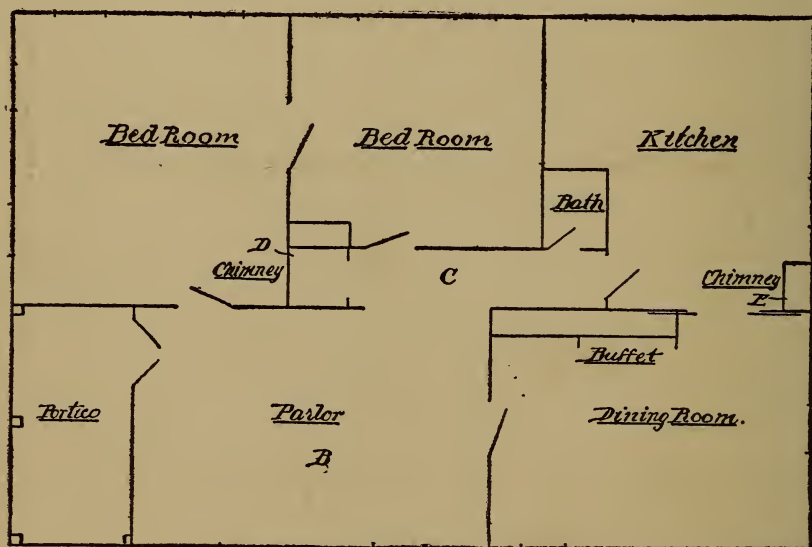 Bed Room
Bed Room
Kitchen
Bath
D
Chimney
C
Chimney
E
Buffet
Portico
Parlor
Dining Room.
B